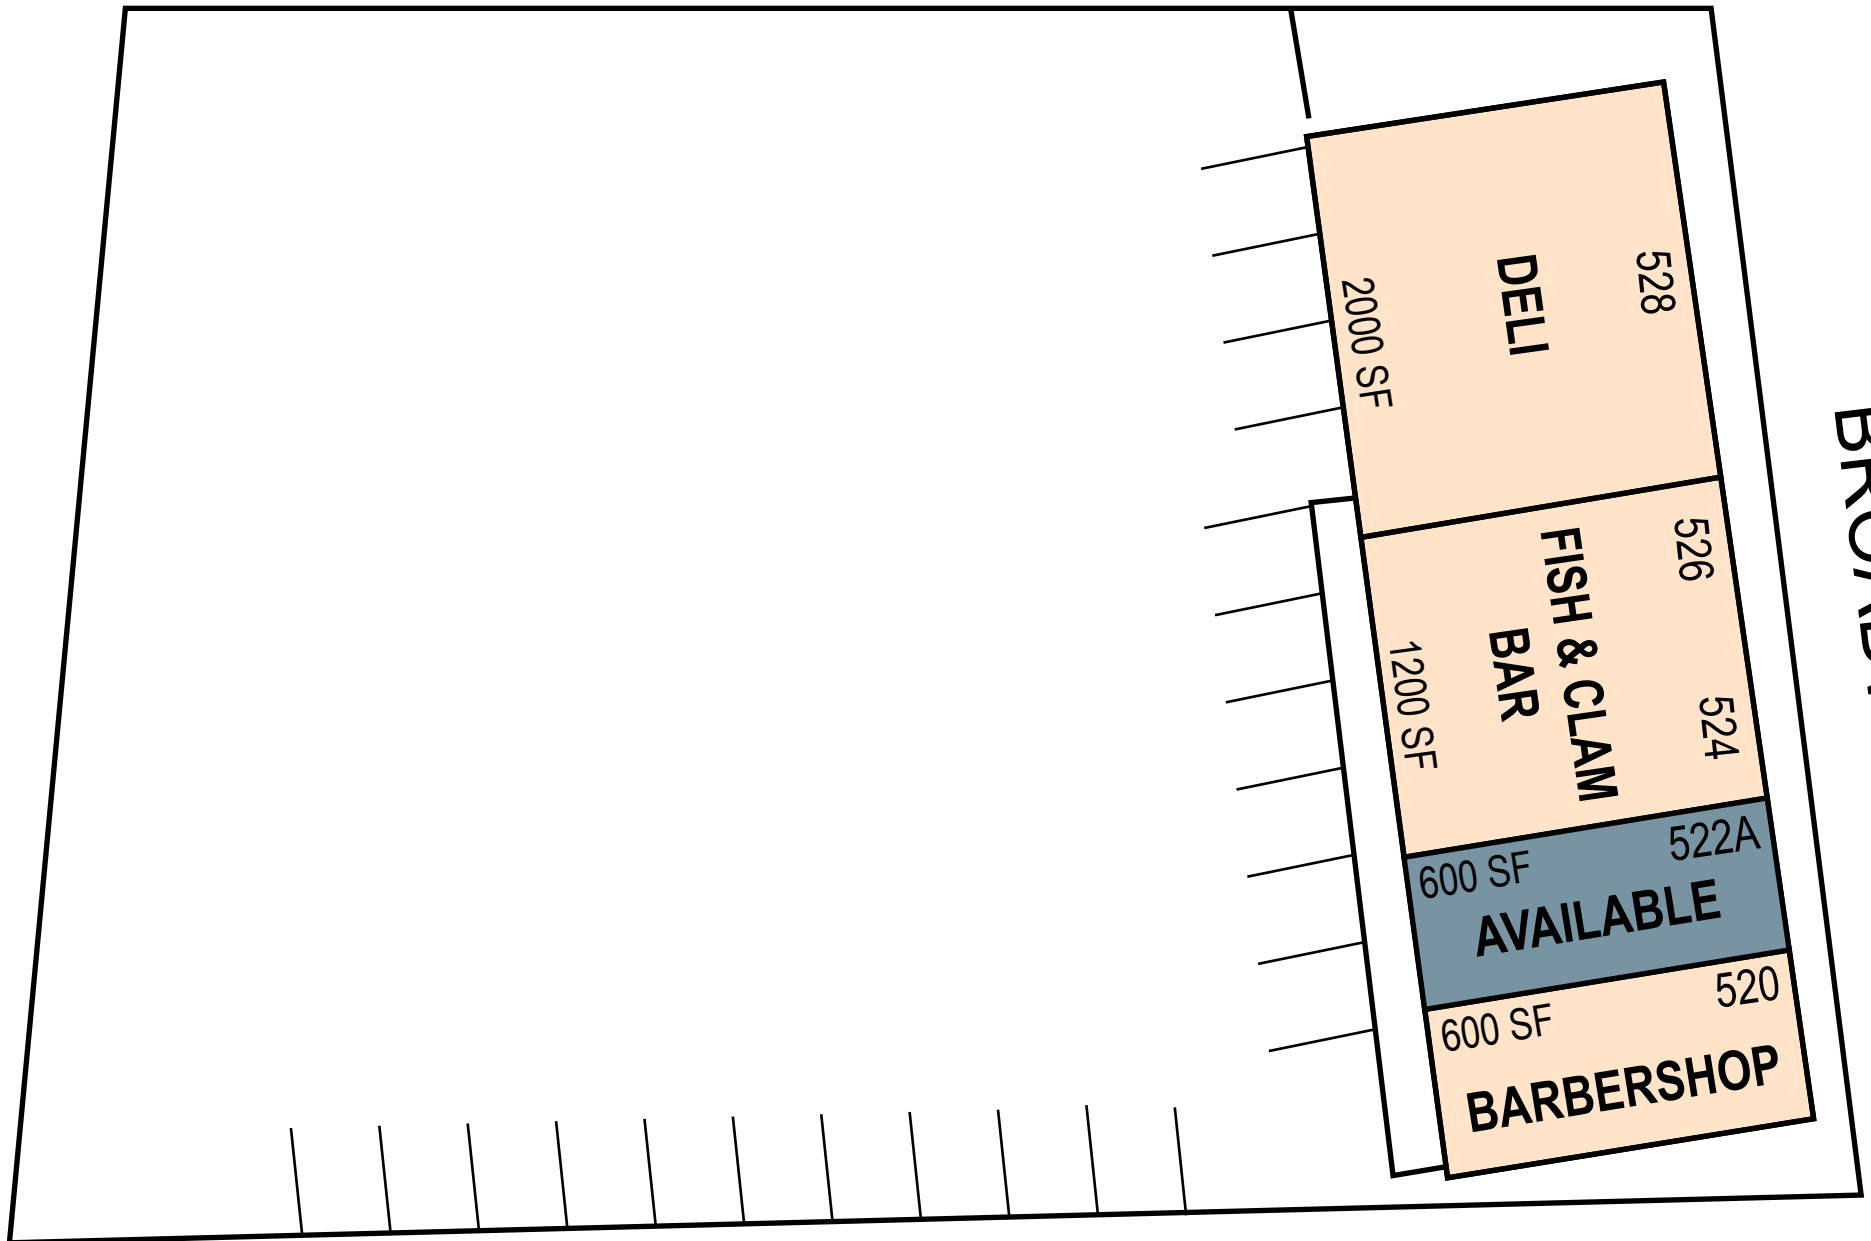 528
DELI
2000 SF
526
524
FISH & CLAM
BAR
1200 SF
600 SF
522A
AVAILABLE
600 SF
520
BARBERSHOP